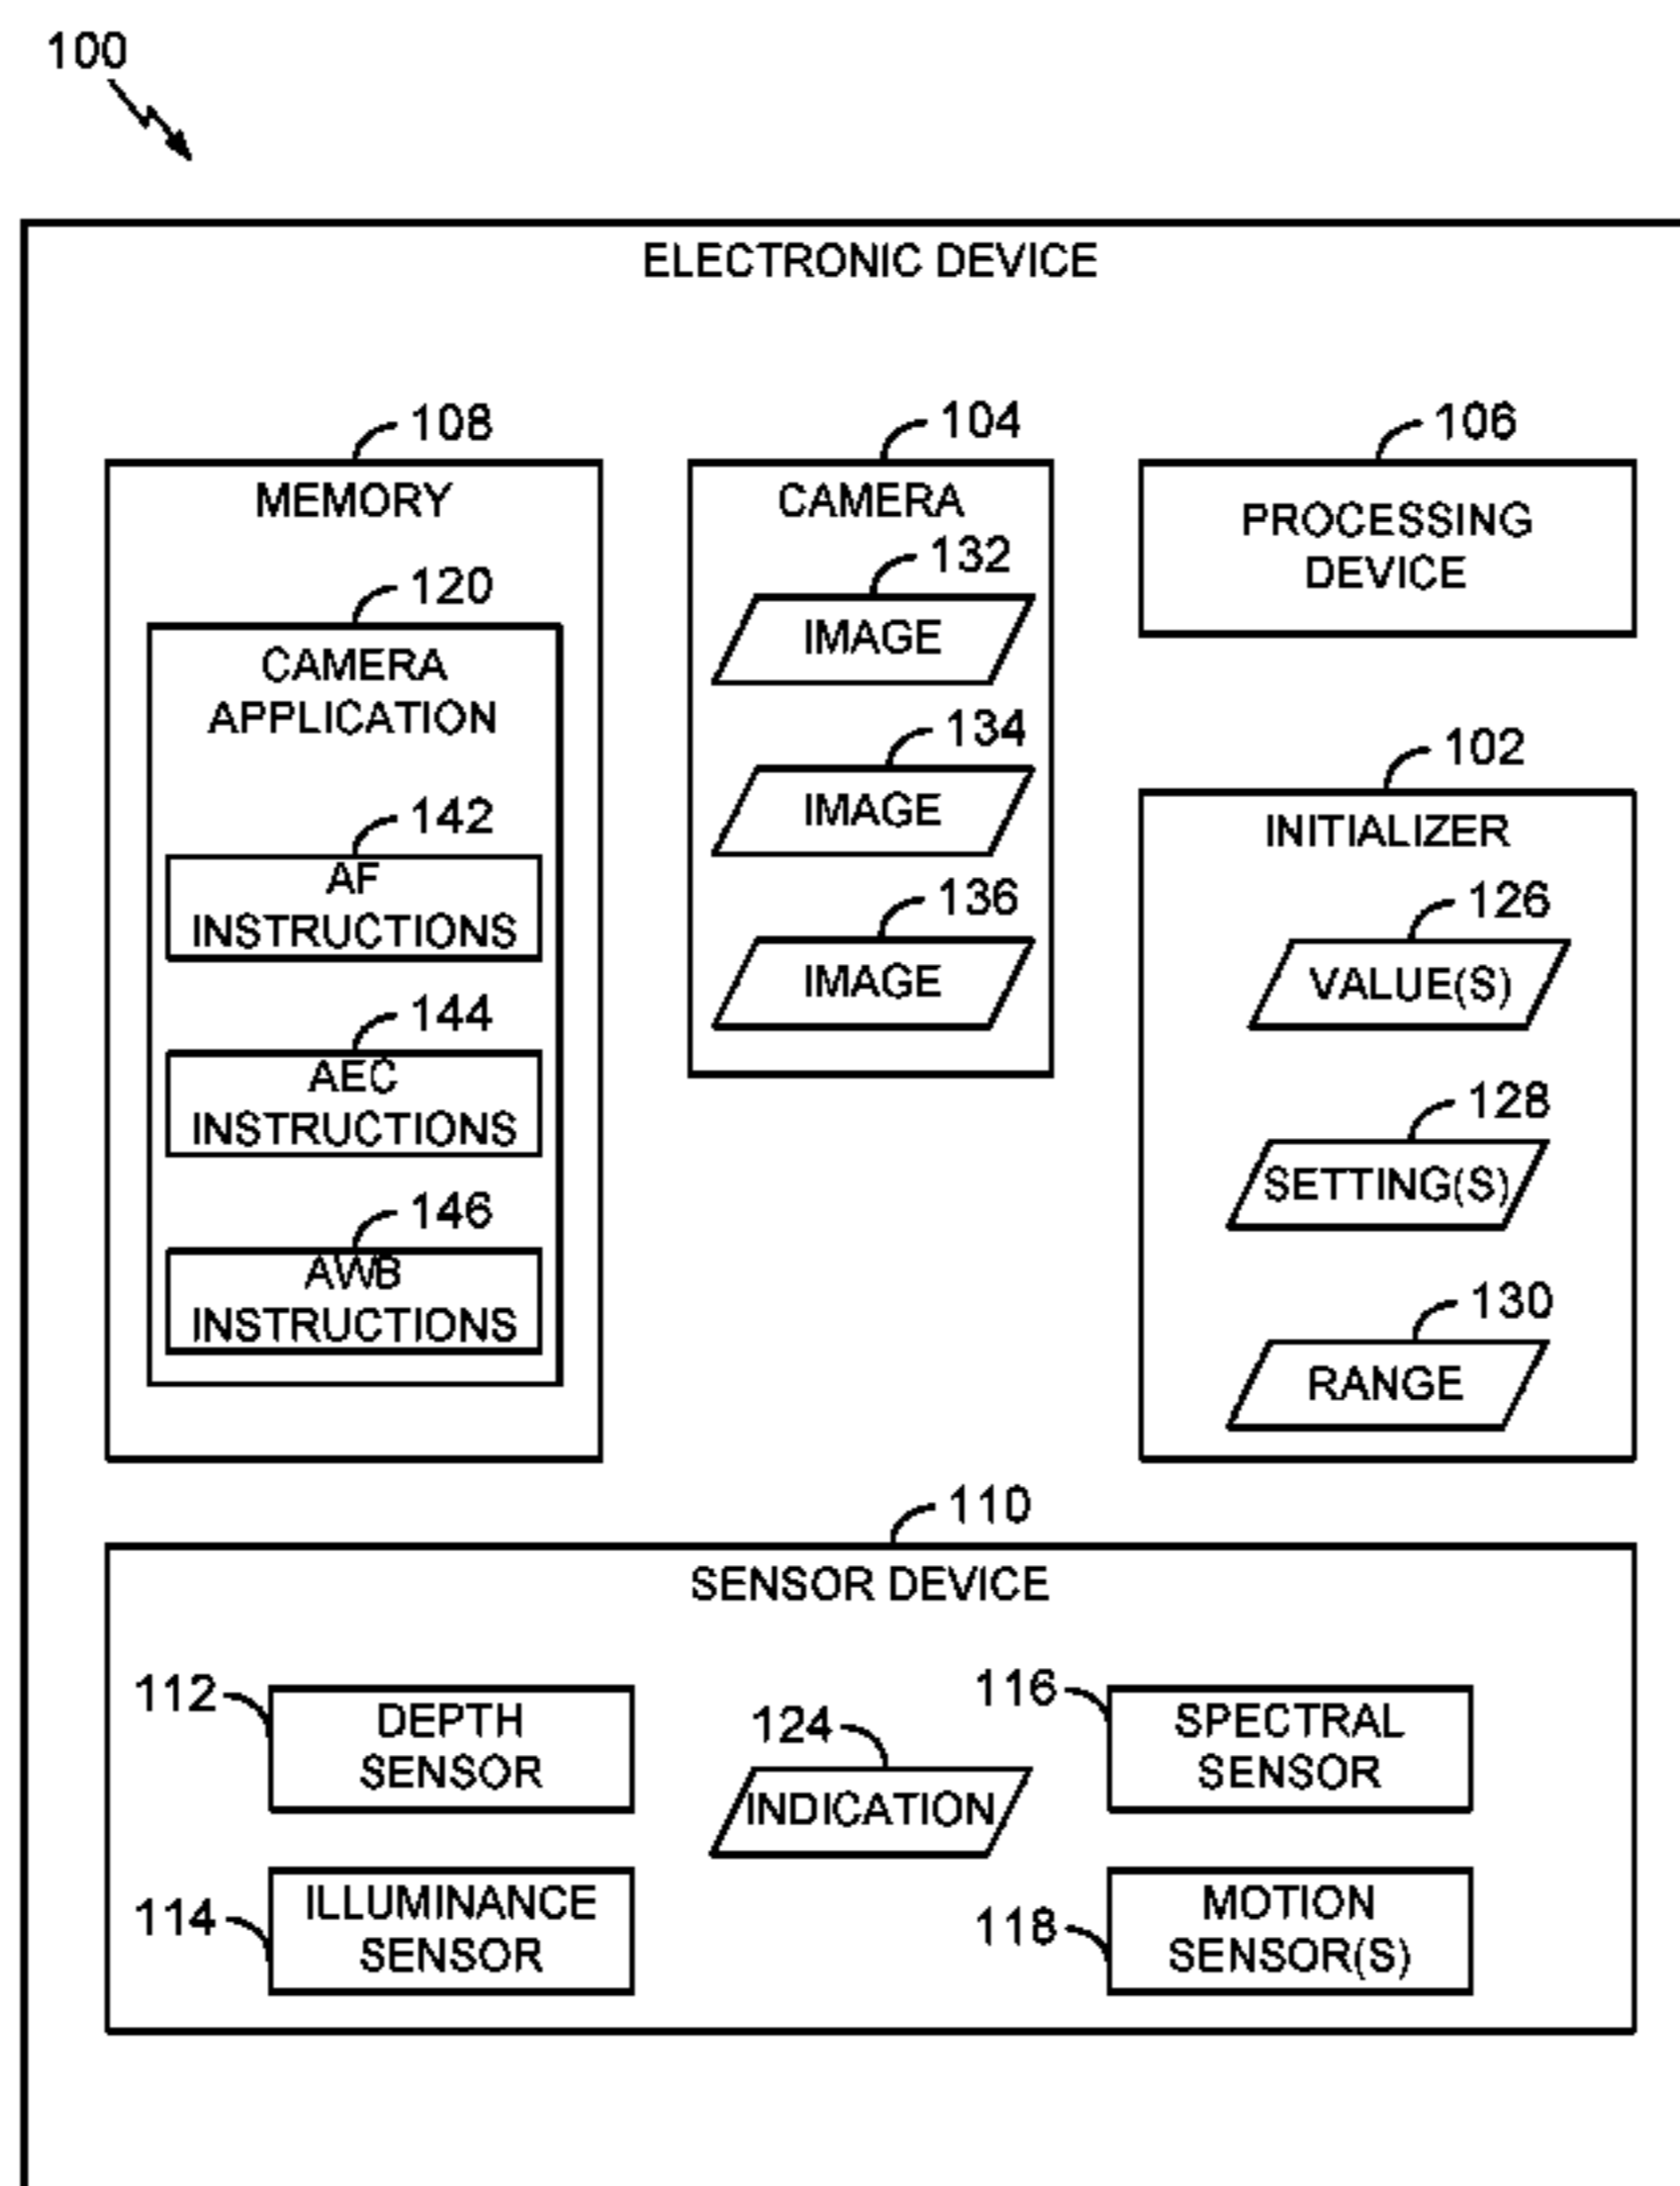 100
ELECTRONIC DEVICE
108
MEMORY
120
CAMERA
APPLICATION
142
AF
INSTRUCTIONS
144
AEC
INSTRUCTIONS
146
AWB
INSTRUCTIONS
104
CAMERA
132
IMAGE
134
IMAGE
136
IMAGE
106
PROCESSING
DEVICE
102
INITIALIZER
126
VALUE(S)
128
SETTING(S)
130
RANGE
110
SENSOR DEVICE
112
DEPTH
SENSOR
114
ILLUMINANCE
SENSOR
124
INDICATION
116
SPECTRAL
SENSOR
118
MOTION
SENSOR(S)